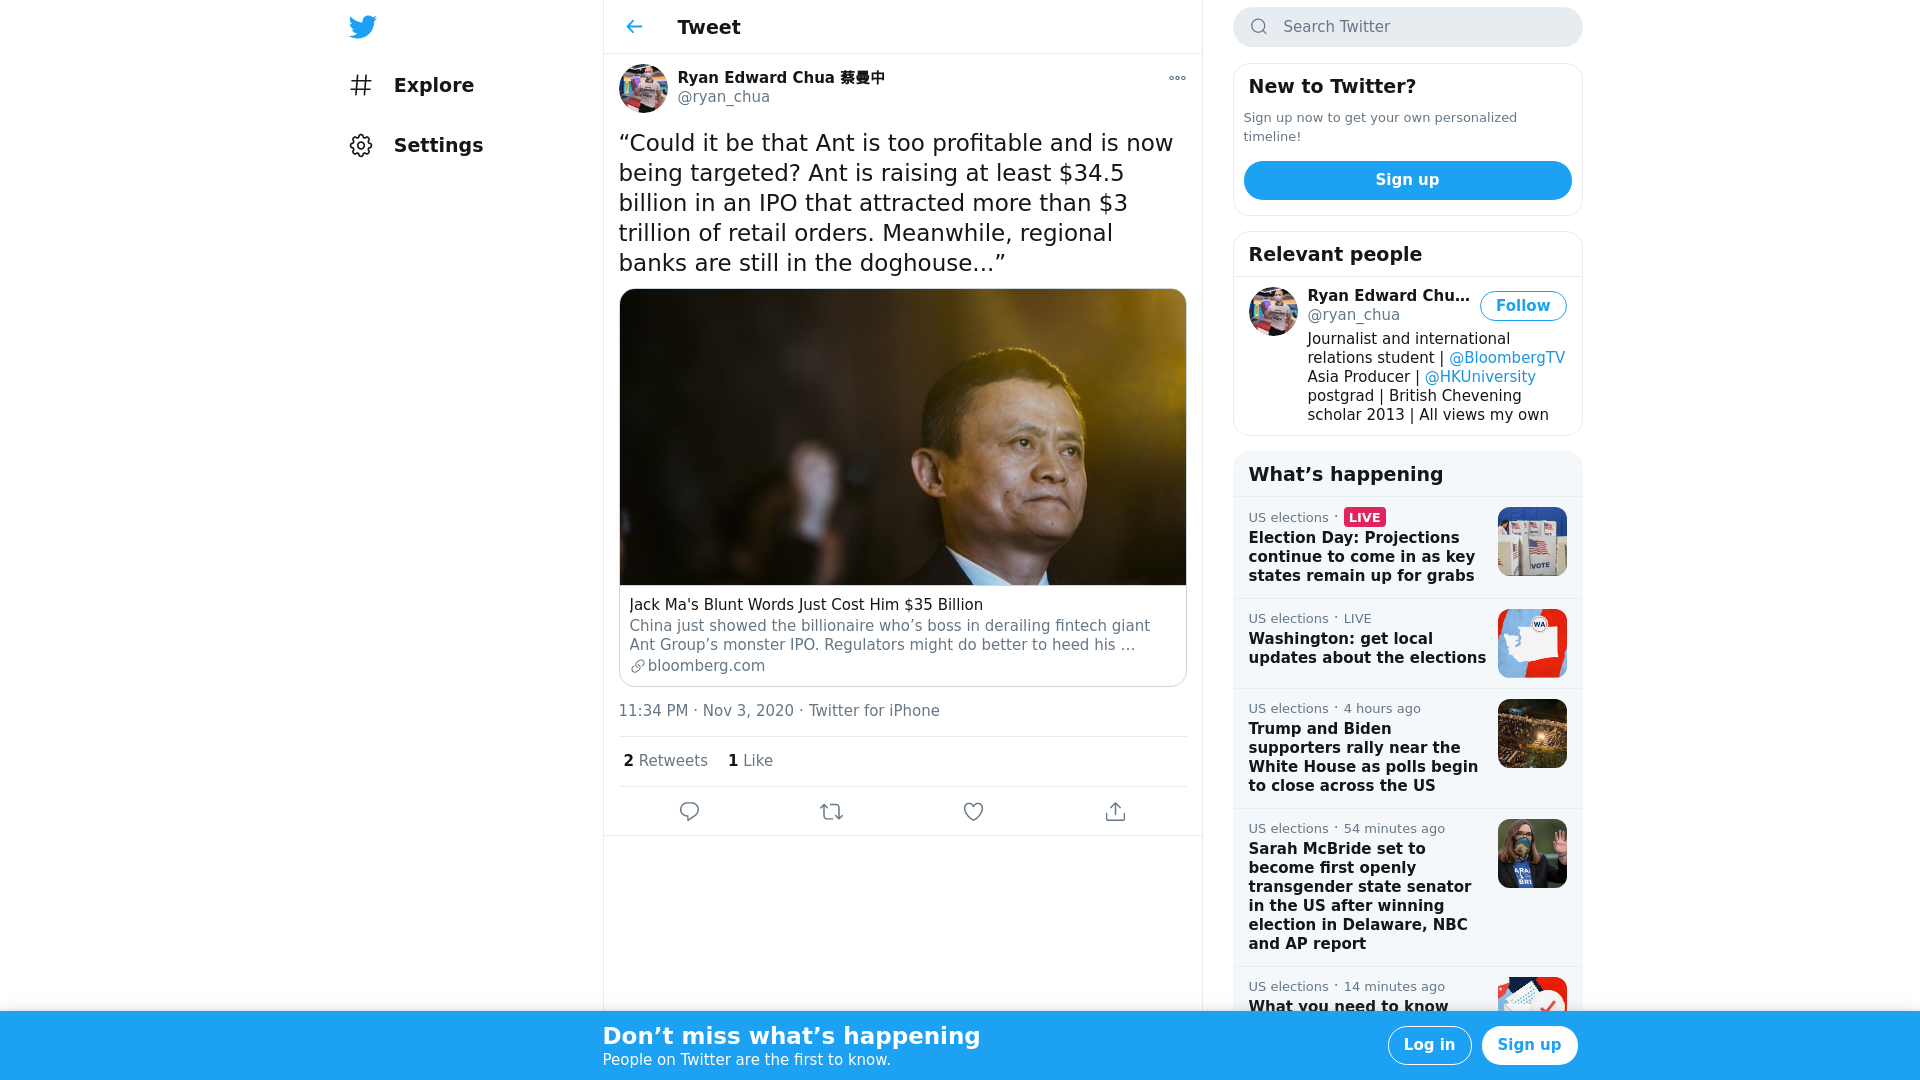 Explore
Settings
Tweet
Ryan Edward Chua 蔡曼中
@ryan_chua
“Could it be that Ant is too profitable and is now
being targeted? Ant is raising at least $34.5
billion in an IPO that attracted more than $3
trillion of retail orders. Meanwhile, regional
banks are still in the doghouse...”
Jack Ma's Blunt Words Just Cost Him $35 Billion
China just showed the billionaire who’s boss in derailing fintech giant
Ant Group’s monster IPO. Regulators might do better to heed his …
bloomberg.com
11:34 PM · Nov 3, 2020 · Twitter for iPhone
2 Retweets 1 Like
Search Twitter
New to Twitter?
Sign up now to get your own personalized
timeline!
Sign up
Relevant people
Ryan Edward Chu…
@ryan_chua
Follow
Journalist and international
relations student | @BloombergTV
Asia Producer | @HKUniversity
postgrad | British Chevening
scholar 2013 | All views my own
What’s happening
US elections · LIVE
Election Day: Projections
continue to come in as key
states remain up for grabs
VOTE
US elections · LIVE
Washington: get local
updates about the elections
WA
US elections · 4 hours ago
Trump and Biden
supporters rally near the
White House as polls begin
to close across the US
US elections · 54 minutes ago
Sarah McBride set to
become first openly
transgender state senator
in the US after winning
election in Delaware, NBC
and AP report
US elections · 14 minutes ago
What you need to know
Don’t miss what’s happening
People on Twitter are the first to know.
Log in
Sign up